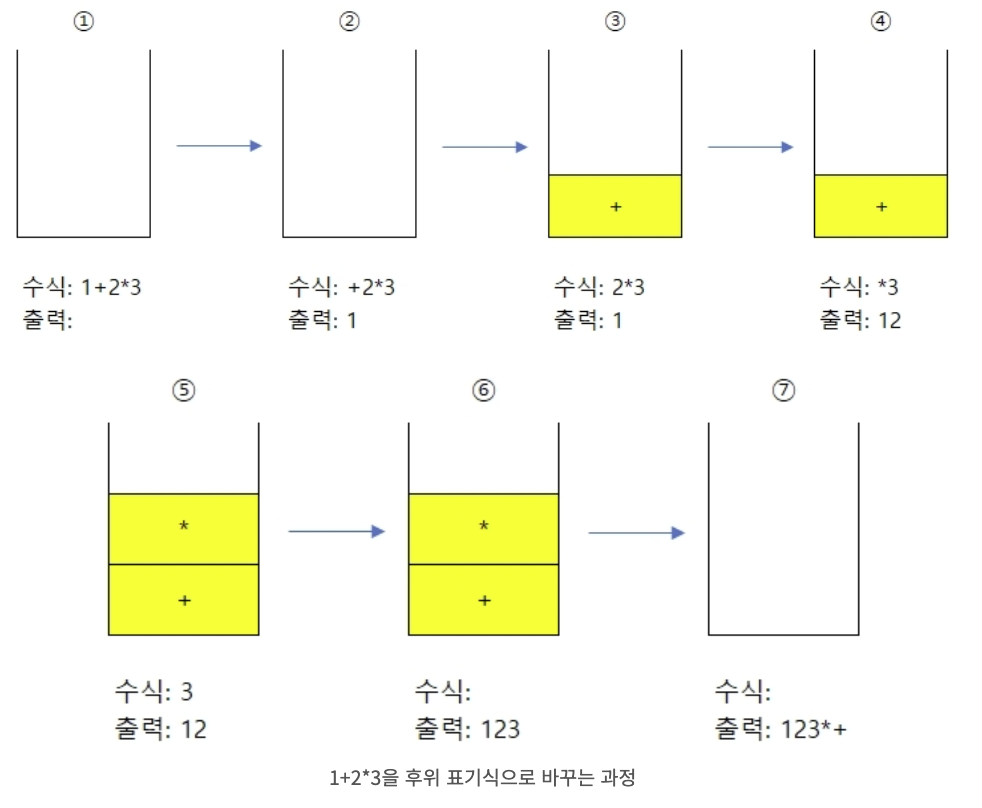 ① ② ③ ④
+ +
수식: 1+2*3 수식: +2*3 수식: 2*3 수식: *3
출력: 출력: 1 출력: 1 출력: 12
⑤ ⑥ ⑦
* *
+ +
수식: 3 수식: 수식:
출력: 12 출력: 123 출력: 123*+
1+2*3을 후위 표기식으로 바꾸는 과정